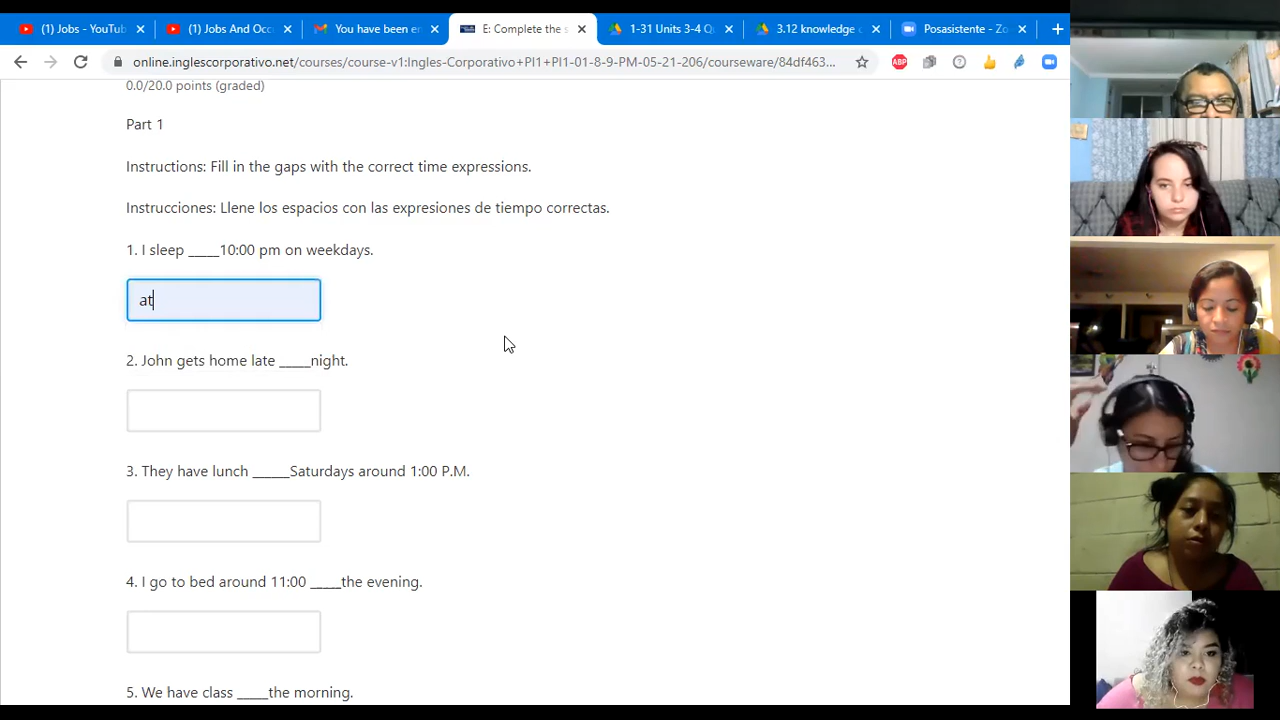 (1) Jobs - YouTub
(1) Jobs And Occ
You have been e
E: Complete the s
1-31 Units 3-4 Q
3.12 knowledge
Posasistente - Zo
online.inglescorporativo.net/courses/course-v1:Ingles-Corporativo+PI1+PI1-01-8-9-PM-05-21-206/courseware/84df463...
ABP
0.0/20.0 points (graded)
Part 1
Instructions: Fill in the gaps with the correct time expressions.
Instrucciones: Llene los espacios con las expresiones de tiempo correctas.
1. I sleep _____10:00 pm on weekdays.
at
2. John gets home late _____night.
3. They have lunch ______Saturdays around 1:00 P.M.
4. I go to bed around 11:00 _____the evening.
5. We have class _____the morning.